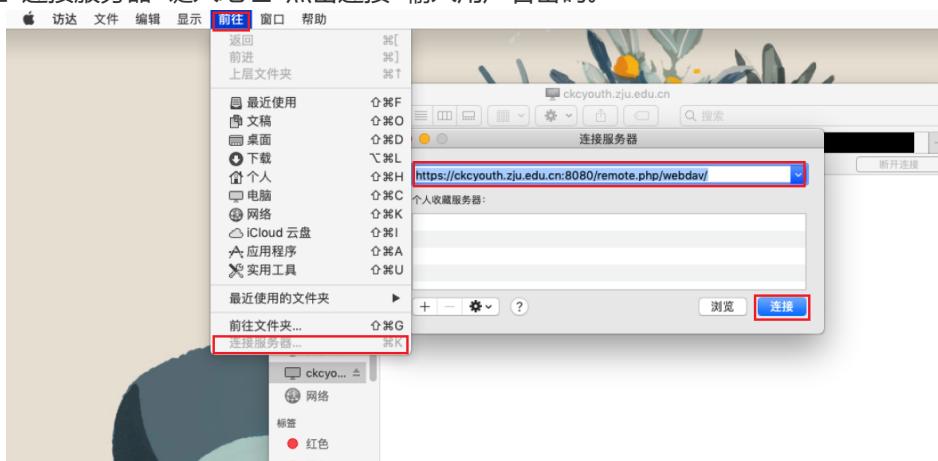 连接服务器
访达 文件 编辑 显示 前往 窗口 帮助
返回 ⌘[
前进 ⌘]
上层文件夹 ⌘↑
最近使用 ⇧⌘F
文稿 ⇧⌘O
桌面 ⇧⌘D
下载 ⌥⌘L
个人 ⇧⌘H
电脑 ⇧⌘C
网络 ⇧⌘K
iCloud 云盘 ⇧⌘I
应用程序 ⇧⌘A
实用工具 ⇧⌘U
最近使用的文件夹
前往文件夹... ⇧⌘G
连接服务器... ⌘K
ckcyouth.zju.edu.cn
搜索
断开连接
连接服务器
https://ckcyouth.zju.edu.cn:8080/remote.php/webdav/
个人收藏服务器：
浏览 连接
ckcyo...
网络
标签
红色